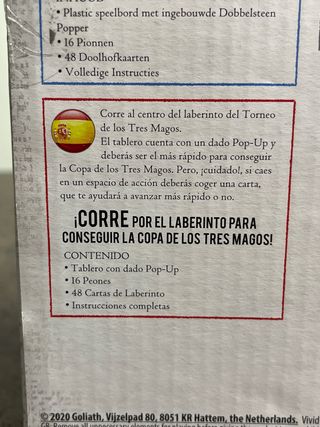 • Plastic speelbord met ingebouwde Dobbelsteen
Popper
• 16 Pionnen
• 48 Doolhofkaarten
• Volledige Instructies
Corre al centro del laberinto del Torneo
de los Tres Magos.
El tablero cuenta con un dado Pop-Up y
deberás ser el más rápido para conseguir
la Copa de los Tres Magos. Pero, ¡cuidado!, si caes
en un espacio de acción deberás coger una carta,
que te ayudará a avanzar más rápido o no.
¡CORRE POR EL LABERINTO PARA
CONSEGUIR LA COPA DE LOS TRES MAGOS!
CONTENIDO
• Tablero con dado Pop-Up
• 16 Peones
• 48 Cartas de Laberinto
• Instrucciones completas
© 2020 Goliath, Vijzelpad 80, 8051 KR Hattem, the Netherlands. Vivid